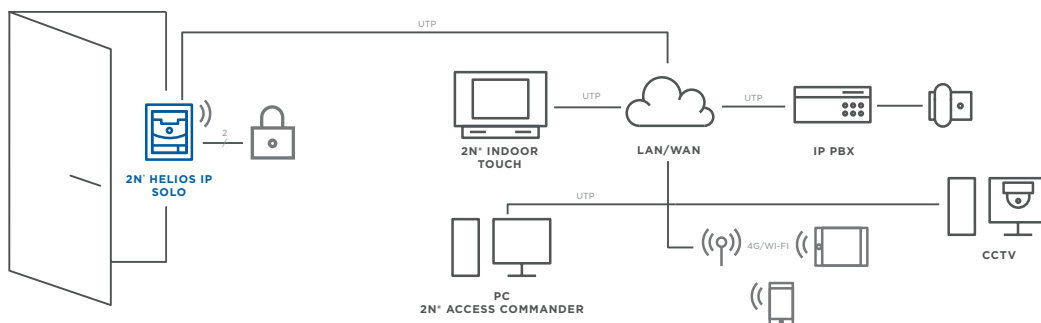 UTP
UTP
UTP
2
2N® INDOOR
TOUCH
LAN/WAN
IP PBX
2N® HELIOS IP
SOLO
UTP
4G/WI-FI
CCTV
PC
2N® ACCESS COMMANDER